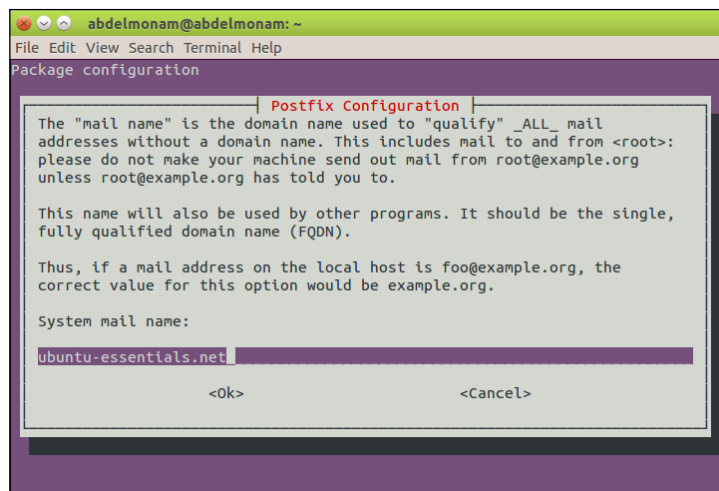 abdelmonam@abdelmonam: ~
File Edit View Search Terminal Help
Package configuration
Postfix Configuration
The "mail name" is the domain name used to "qualify" _ALL_ mail
addresses without a domain name. This includes mail to and from <root>:
please do not make your machine send out mail from root@example.org
unless root@example.org has told you to.
This name will also be used by other programs. It should be the single,
fully qualified domain name (FQDN).
Thus, if a mail address on the local host is foo@example.org, the
correct value for this option would be example.org.
System mail name:
ubuntu-essentials.net
<Ok> <Cancel>